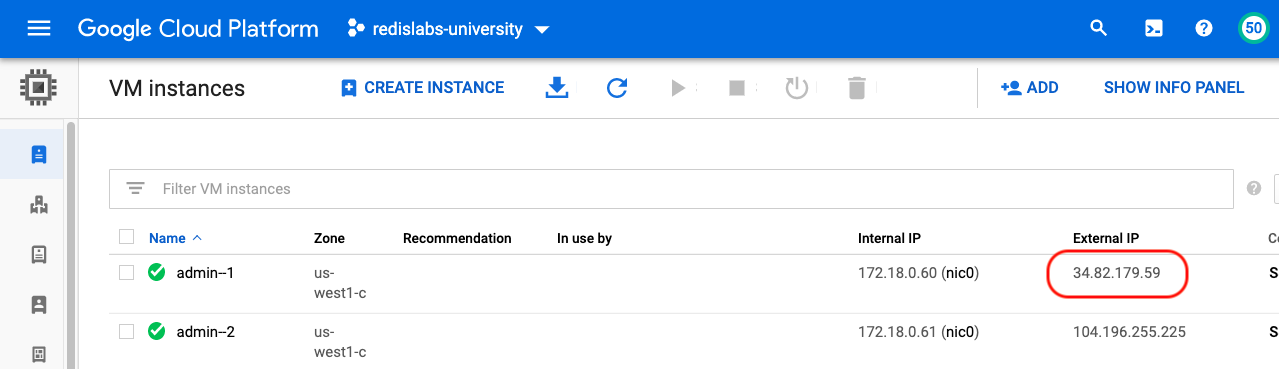 Google Cloud Platform redislabs-university 50
VM instances CREATE INSTANCE ADD SHOW INFO PANEL
Filter VM instances
Name Zone Recommendation In use by Internal IP External IP
admin--1 us- 172.18.0.60 (nic0) 34.82.179.59 S
west1-c
admin--2 us- 172.18.0.61 (nic0) 104.196.255.225 S
west1-c